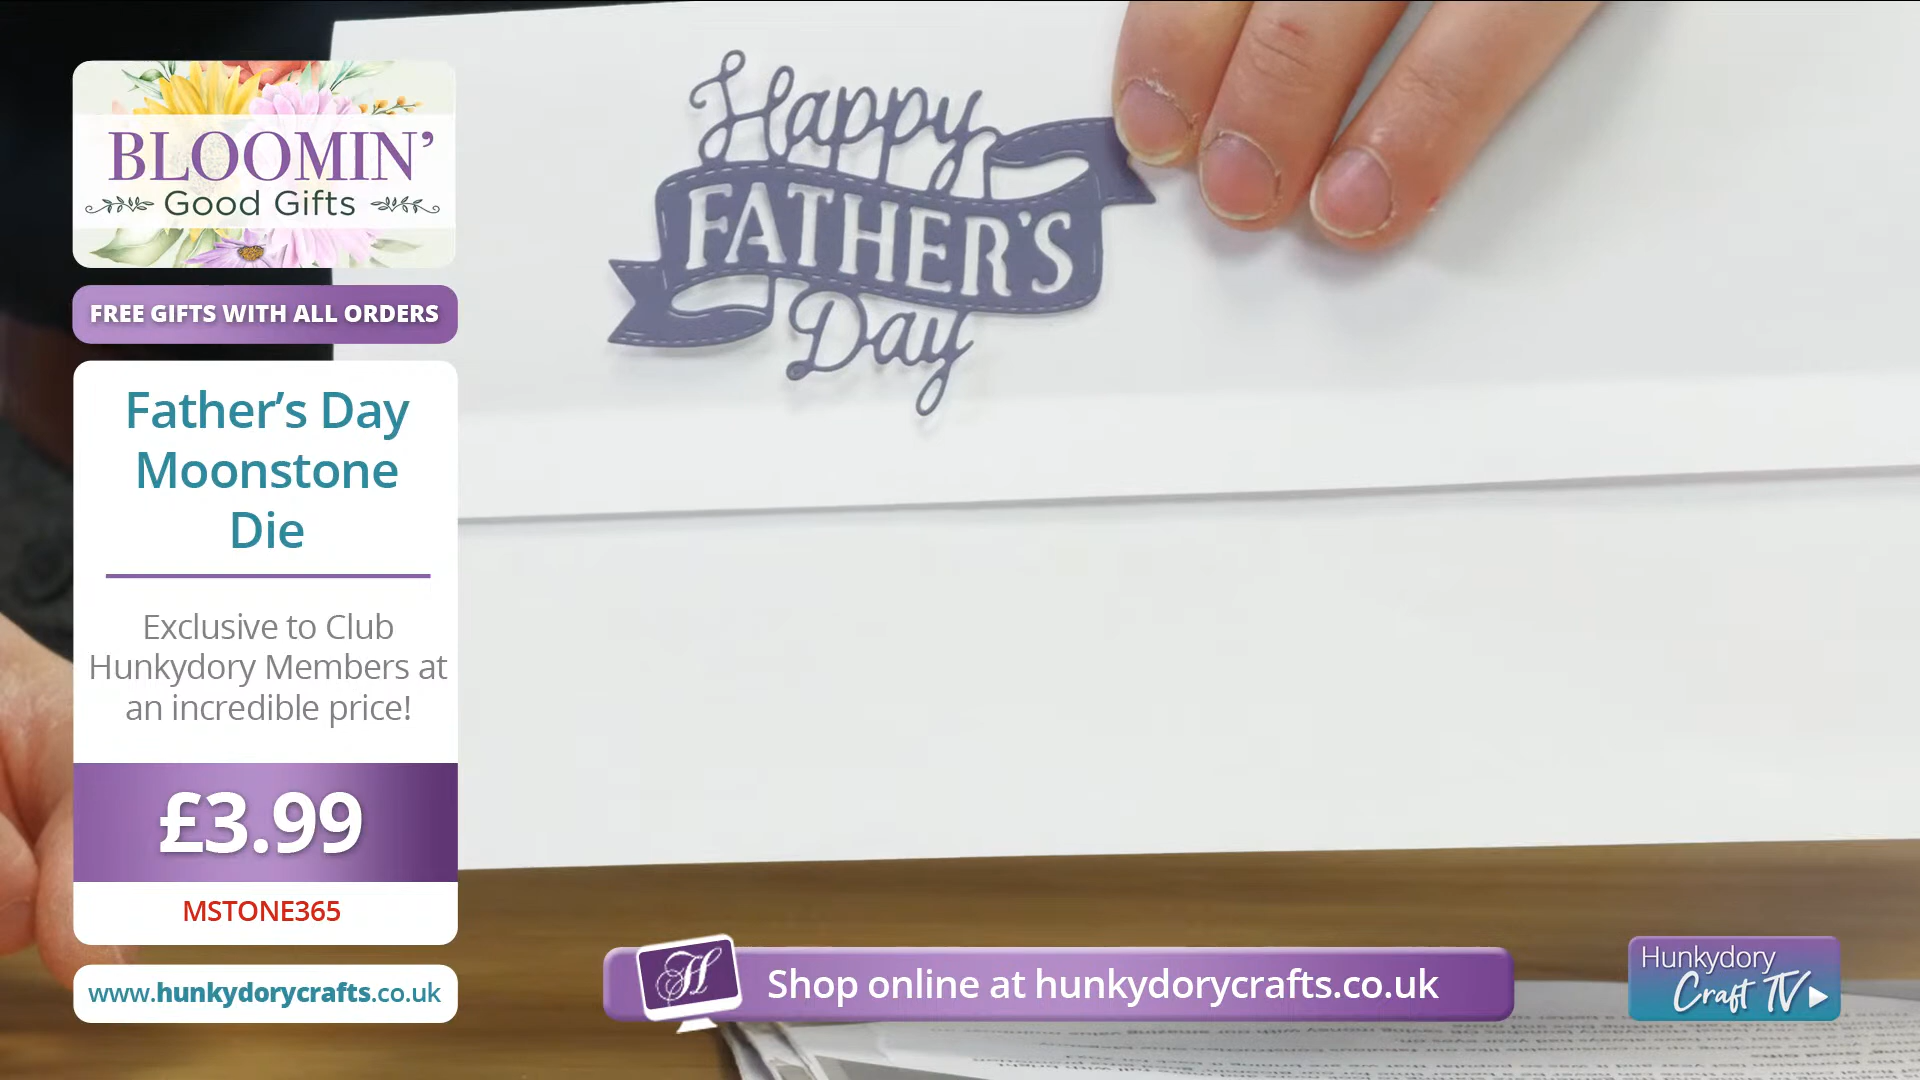 BLOOMIN'
Good Gifts
FREE GIFTS WITH ALL ORDERS
Father's Day
Moonstone
Die
Exclusive to Club
Hunkydory Members at
an incredible price!
£3.99
MSTONE365
www.hunkydorycrafts.co.uk
Happy
FATHER'S
Day
H
Shop online at hunkydorycrafts.co.uk
Hunkydory
Craft TV